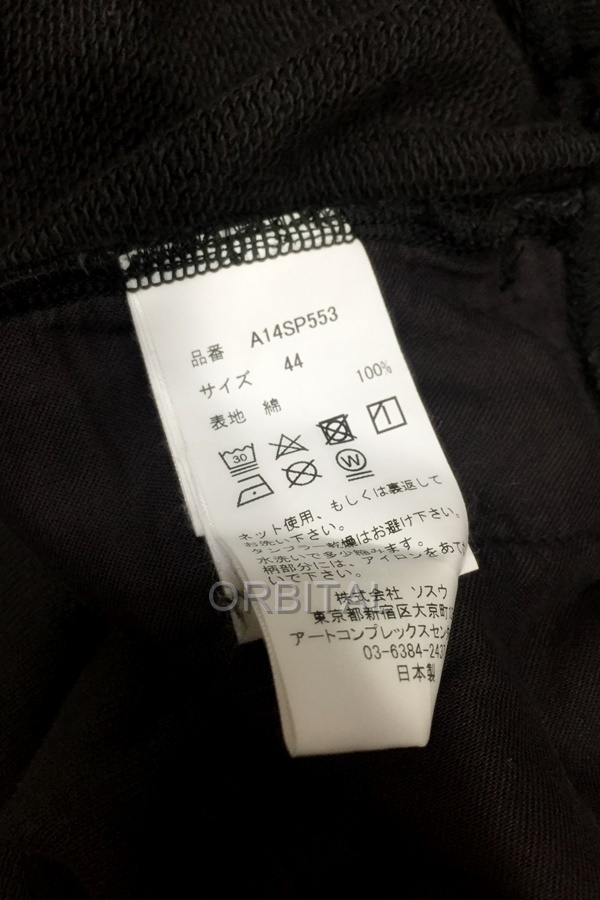 品番 A14SP553
サイズ 44
表地 綿 100%
30
W
ネット使用、もしくは裏返して
お洗い下さい。
タンブラー乾燥はお避け下さい。
水洗いで多少縮みます。
柄部分には、アイロンをあて
いで下さい。
ORBITAL
株式会社 ソスウ
東京都新宿区大京町
アートコンプレックスセン
03-6384-2437
日本製